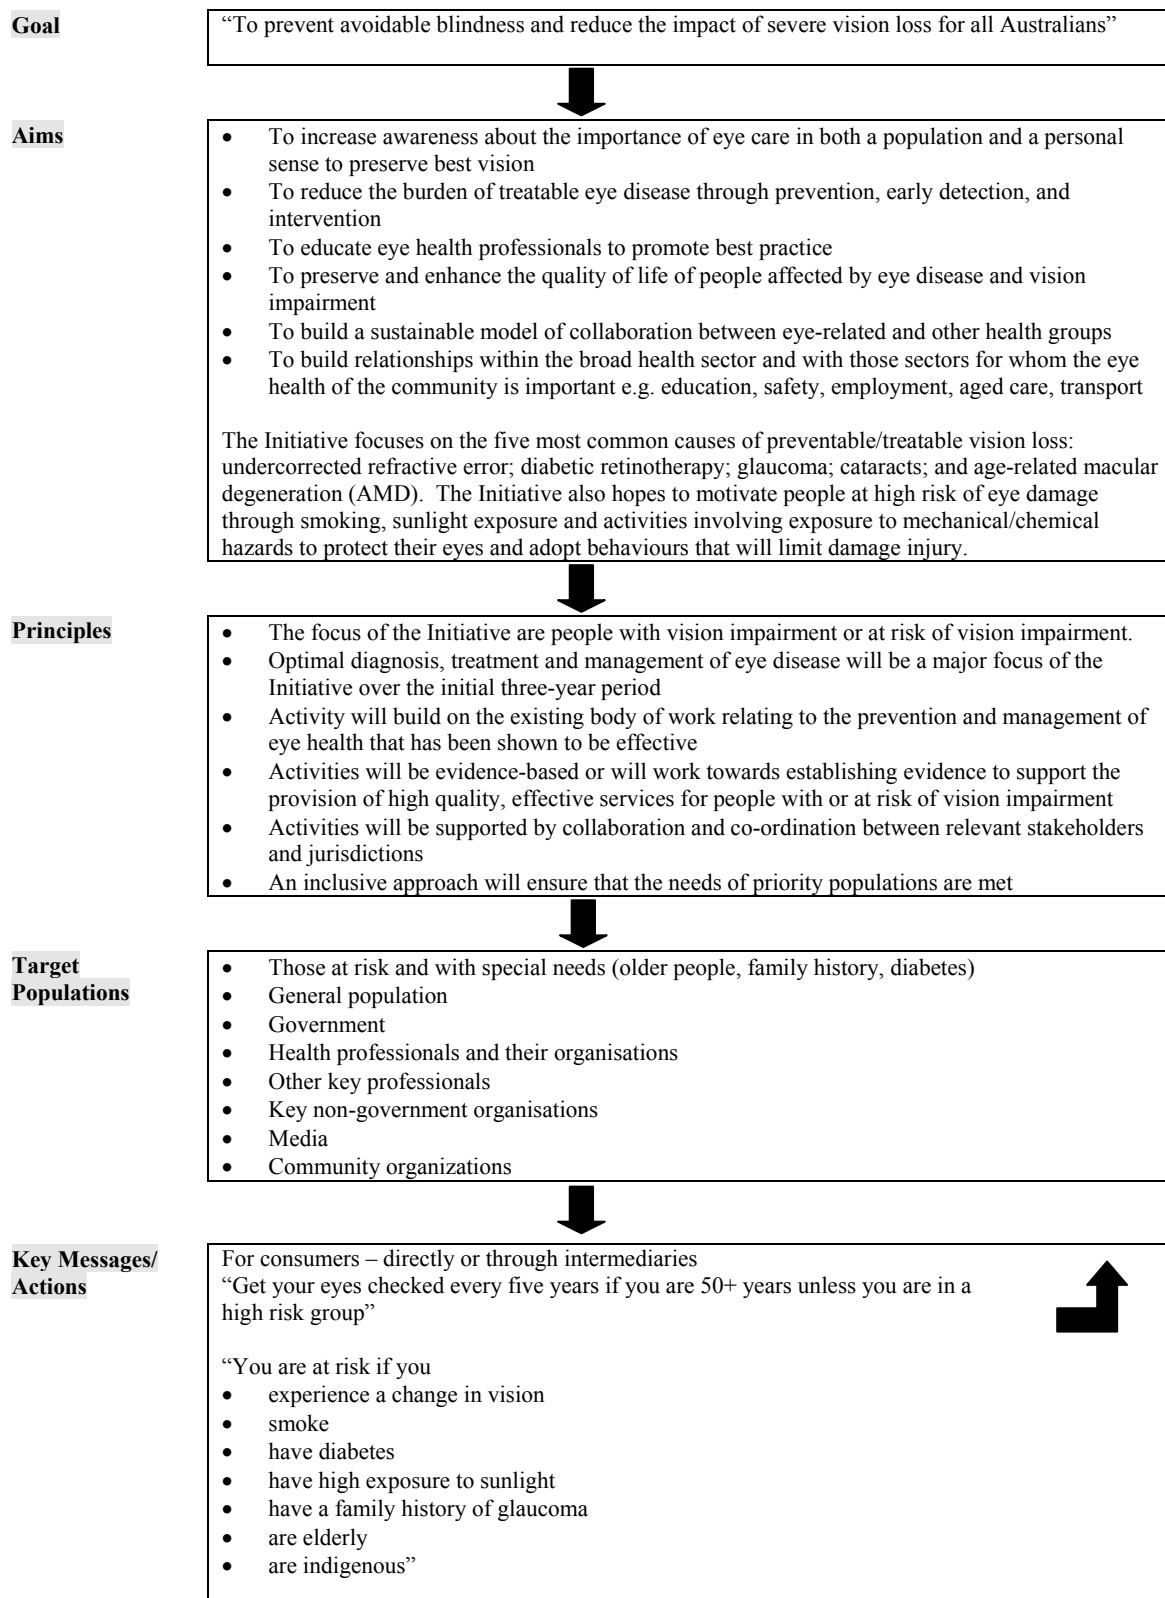 Goal
“To prevent avoidable blindness and reduce the impact of severe vision loss for all Australians”
Aims
• To increase awareness about the importance of eye care in both a population and a personal
sense to preserve best vision
• To reduce the burden of treatable eye disease through prevention, early detection, and
intervention
• To educate eye health professionals to promote best practice
• To preserve and enhance the quality of life of people affected by eye disease and vision
impairment
• To build a sustainable model of collaboration between eye-related and other health groups
• To build relationships within the broad health sector and with those sectors for whom the eye
health of the community is important e.g. education, safety, employment, aged care, transport
The Initiative focuses on the five most common causes of preventable/treatable vision loss:
undercorrected refractive error; diabetic retinotherapy; glaucoma; cataracts; and age-related macular
degeneration (AMD).  The Initiative also hopes to motivate people at high risk of eye damage
through smoking, sunlight exposure and activities involving exposure to mechanical/chemical
hazards to protect their eyes and adopt behaviours that will limit damage injury.
Principles
• The focus of the Initiative are people with vision impairment or at risk of vision impairment.
• Optimal diagnosis, treatment and management of eye disease will be a major focus of the
Initiative over the initial three-year period
• Activity will build on the existing body of work relating to the prevention and management of
eye health that has been shown to be effective
• Activities will be evidence-based or will work towards establishing evidence to support the
provision of high quality, effective services for people with or at risk of vision impairment
• Activities will be supported by collaboration and co-ordination between relevant stakeholders
and jurisdictions
• An inclusive approach will ensure that the needs of priority populations are met
Target
Populations
• Those at risk and with special needs (older people, family history, diabetes)
• General population
• Government
• Health professionals and their organisations
• Other key professionals
• Key non-government organisations
• Media
• Community organizations
Key Messages/
Actions
For consumers – directly or through intermediaries
“Get your eyes checked every five years if you are 50+ years unless you are in a
high risk group”
“You are at risk if you
• experience a change in vision
• smoke
• have diabetes
• have high exposure to sunlight
• have a family history of glaucoma
• are elderly
• are indigenous”